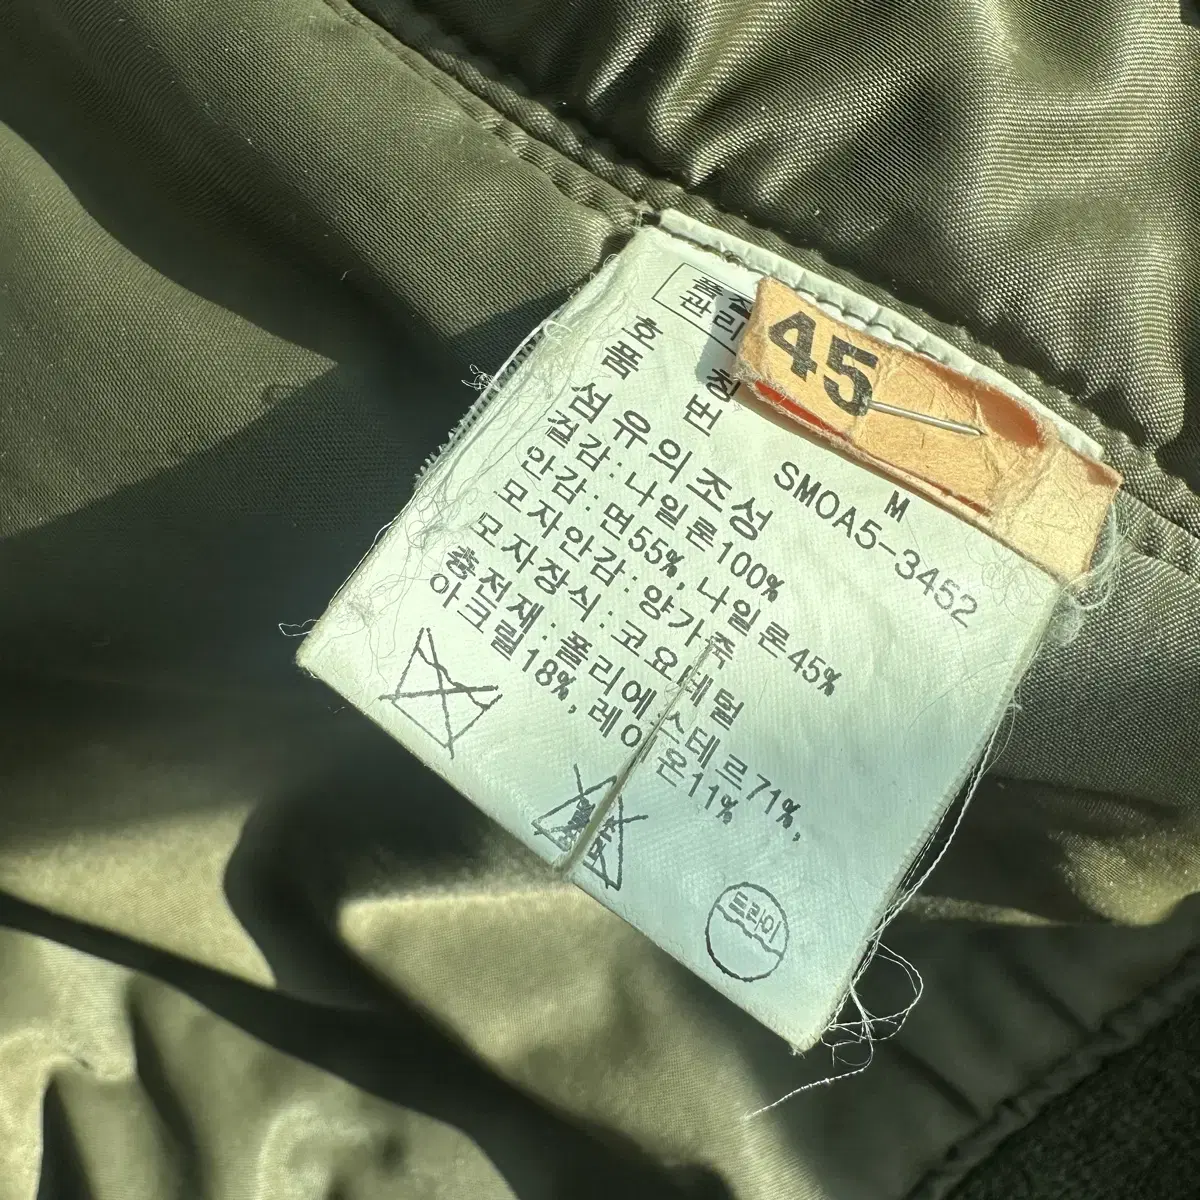 품질
관리
45
호 칭 M
품 번 SMOA5-3452
섬유의조성
겉감:나일론100%
안감:면55%,나일론45%
모자안감:양가죽
모자장식:코요테털
충전재:폴리에스테르71%,
아크릴18%,레이온11%
드라이